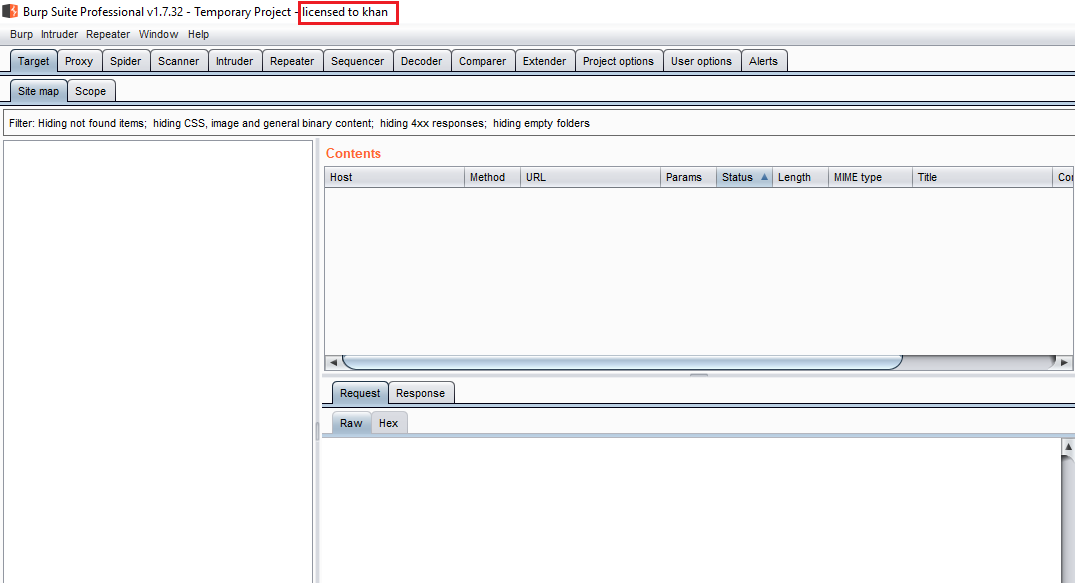 Burp Suite Professional v1.7.32 - Temporary Project - licensed to khan
Burp Intruder Repeater Window Help
Target Proxy Spider Scanner Intruder Repeater Sequencer Decoder Comparer Extender Project options User options Alerts
Site map Scope
Filter: Hiding not found items; hiding CSS, image and general binary content; hiding 4xx responses; hiding empty folders
Contents
Host Method URL Params Status Length MIME type Title
Request Response
Raw Hex